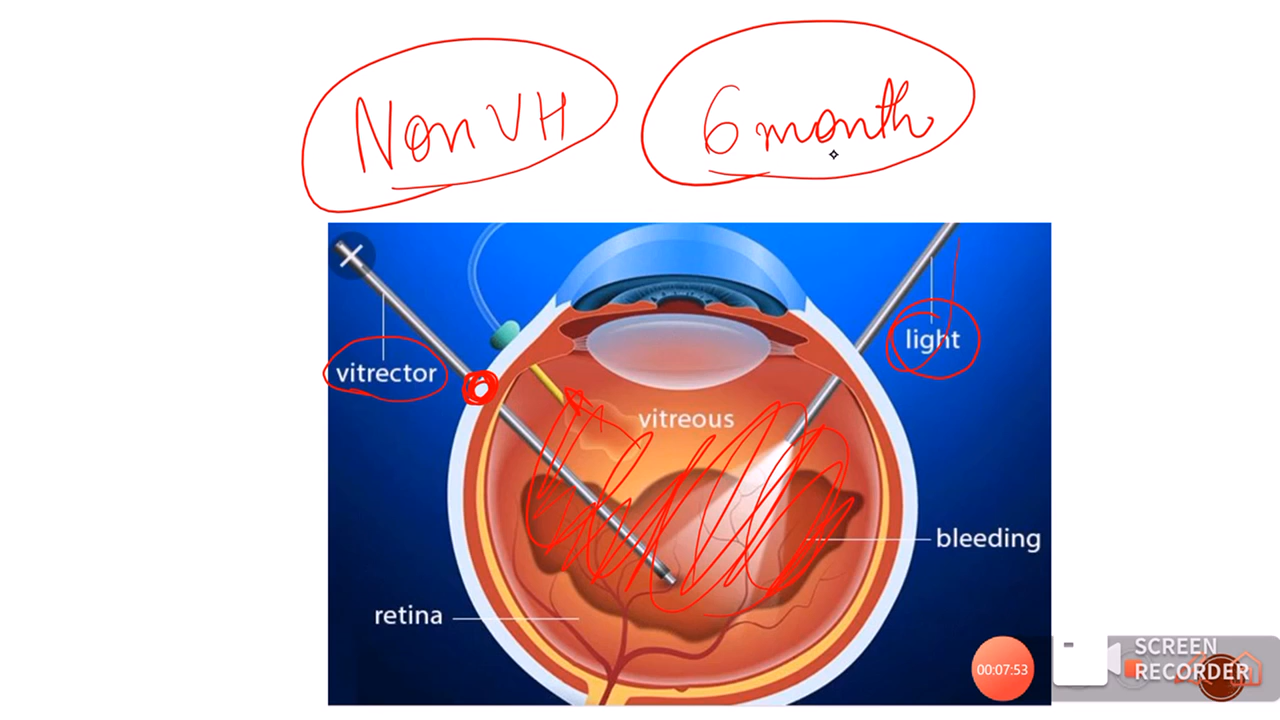 Non VH 6 month
vitrector
light
vitreous
bleeding
retina
00:07:53
SCREEN
RECORDER